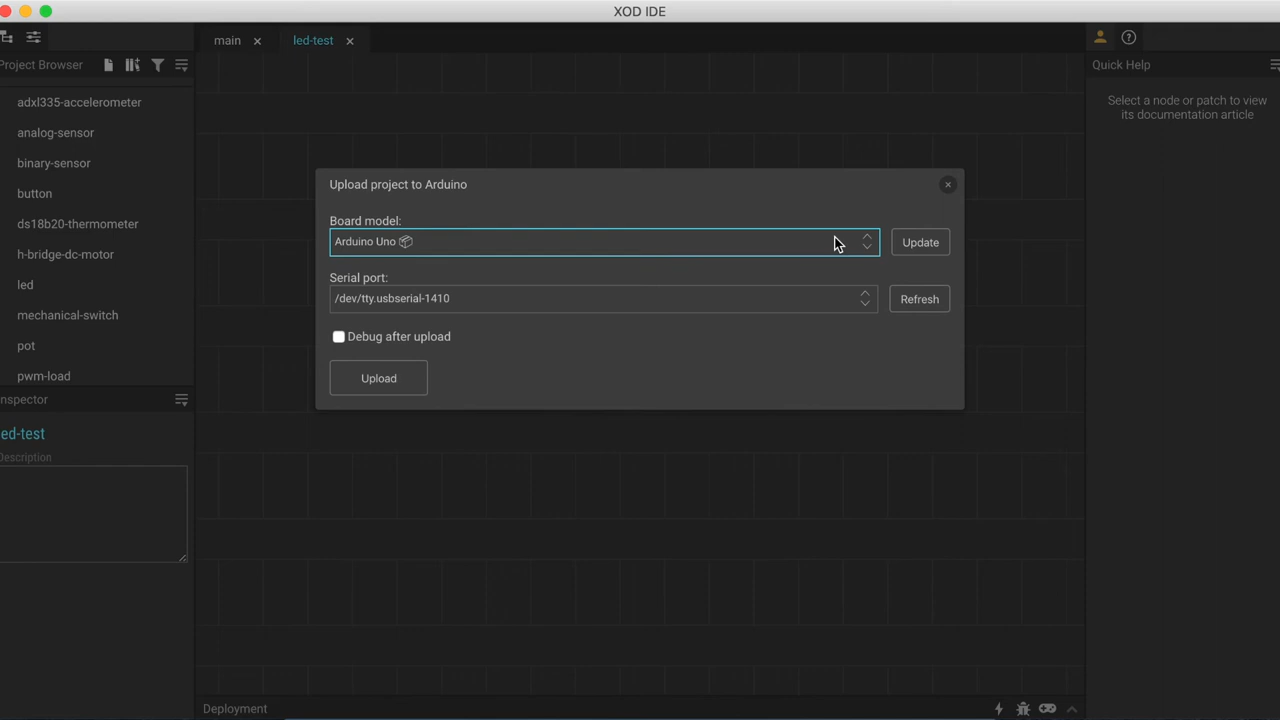 XOD IDE
main
led-test
Project Browser
Quick Help
adxl335-accelerometer
analog-sensor
binary-sensor
button
ds18b20-thermometer
h-bridge-dc-motor
led
mechanical-switch
pot
pwm-load
Inspector
led-test
Description
Select a node or patch to view
its documentation article
Upload project to Arduino
Board model:
Arduino Uno
Update
Serial port:
/dev/tty.usbserial-1410
Refresh
Debug after upload
Upload
Deployment